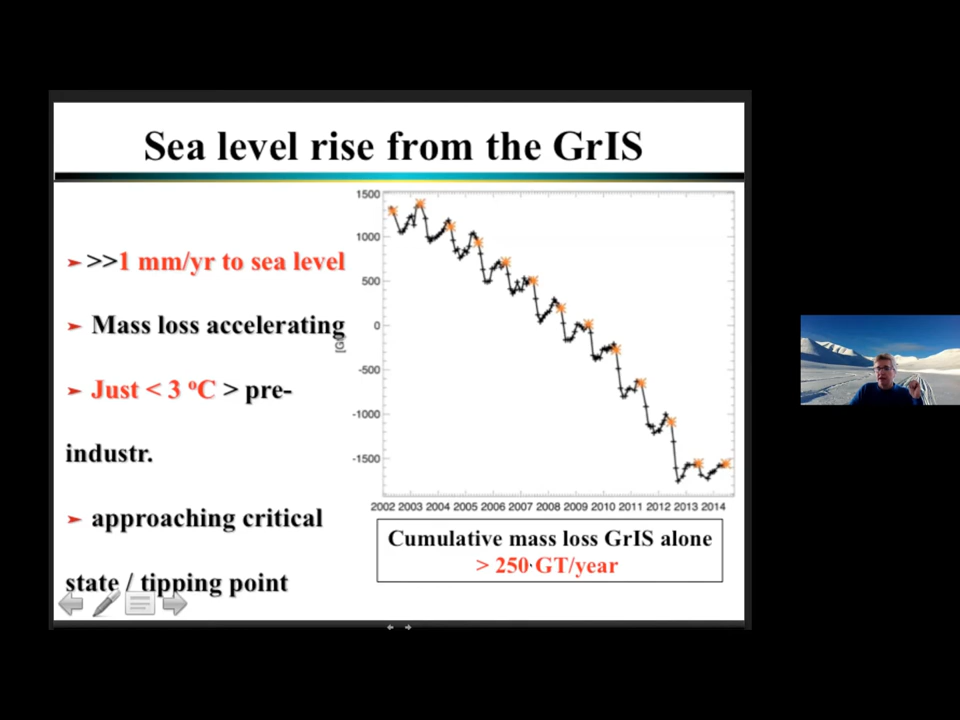 Sea level rise from the GrIS
➢ >>1 mm/yr to sea level
➢ Mass loss accelerating
➢ Just < 3 ºC > pre-
industr.
➢ approaching critical
state / tipping point
1500
1000
500
0
-500
-1000
-1500
2002 2003 2004 2005 2006 2007 2008 2009 2010 2011 2012 2013 2014
Cumulative mass loss GrIS alone
> 250 GT/year